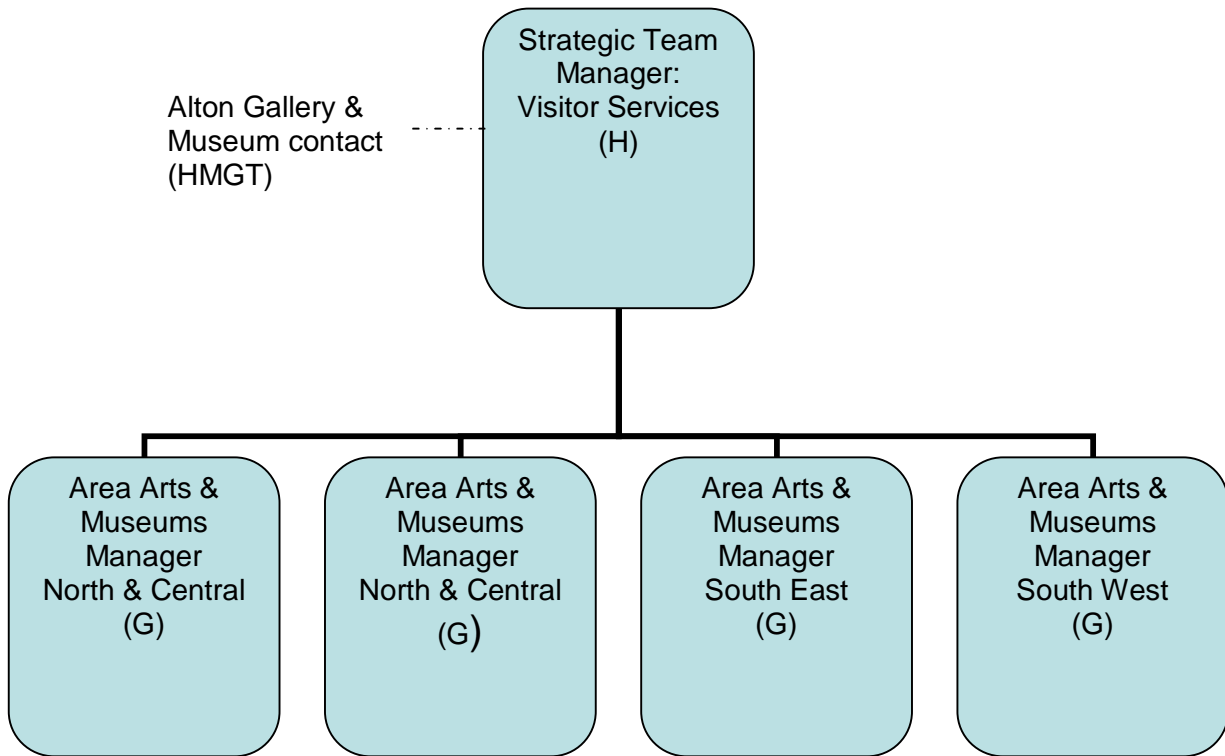 Strategic Team
Manager:
Visitor Services
(H)
Alton Gallery &
Museum contact
(HMGT)
Area Arts &
Museums
Manager
North & Central
(G)
Area Arts &
Museums
Manager
North & Central
(G)
Area Arts &
Museums
Manager
South East
(G)
Area Arts &
Museums
Manager
South West
(G)